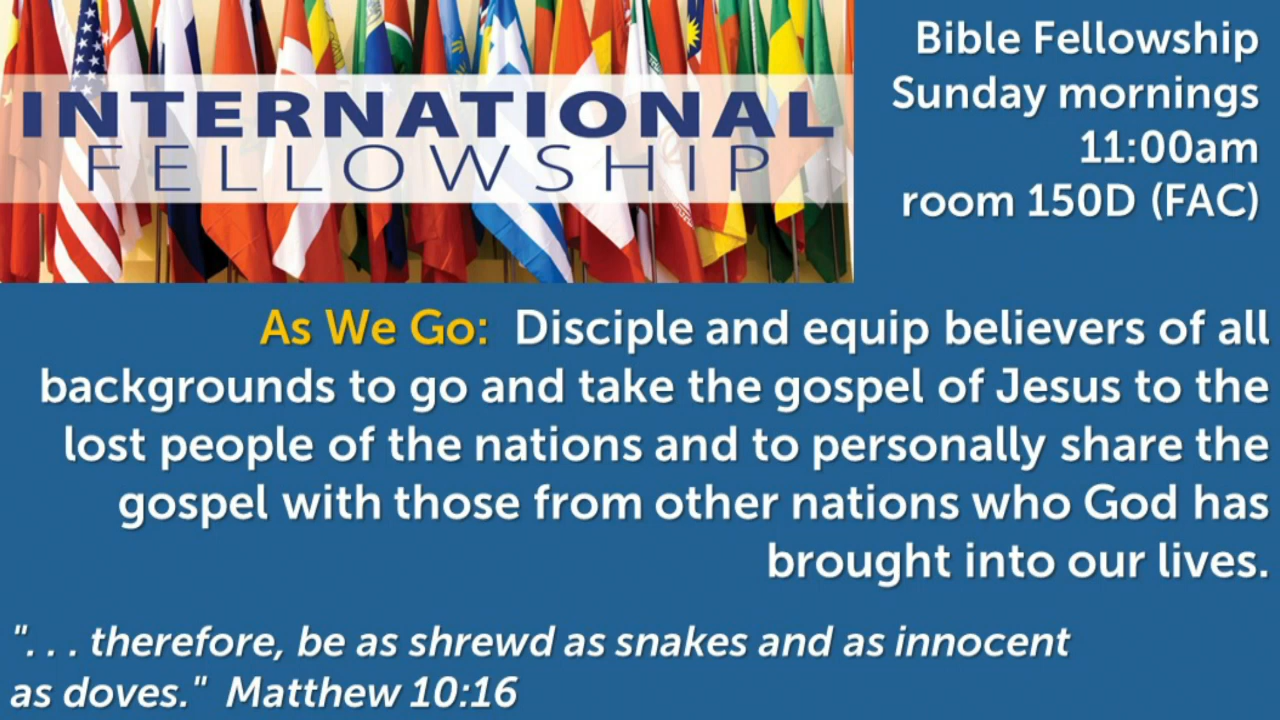 INTERNATIONAL
FELLOWSHIP
Bible Fellowship
Sunday mornings
11:00am
room 150D (FAC)
As We Go: Disciple and equip believers of all
backgrounds to go and take the gospel of Jesus to the
lost people of the nations and to personally share the
gospel with those from other nations who God has
brought into our lives.
". . . therefore, be as shrewd as snakes and as innocent
as doves." Matthew 10:16